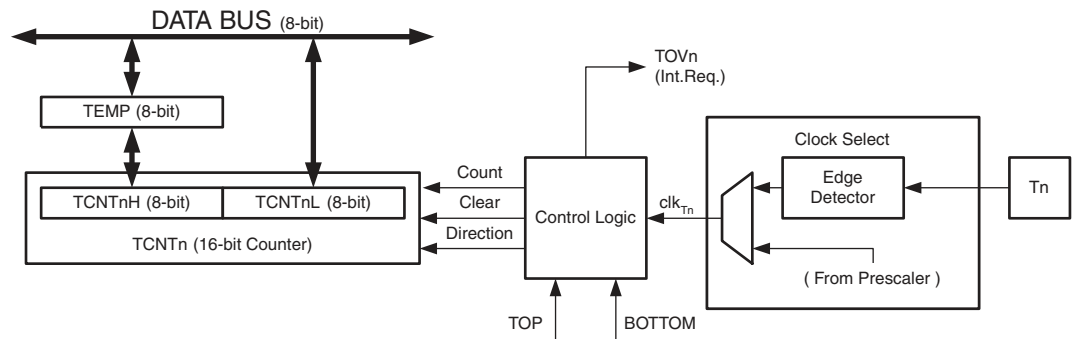 DATA BUS (8-bit)
TEMP (8-bit)
TCNTnH (8-bit)
TCNTnL (8-bit)
TCNTn (16-bit Counter)
Count
Clear
Direction
Control Logic
TOVn
(Int.Req.)
TOP
BOTTOM
clkTn
Clock Select
Edge
Detector
( From Prescaler )
Tn